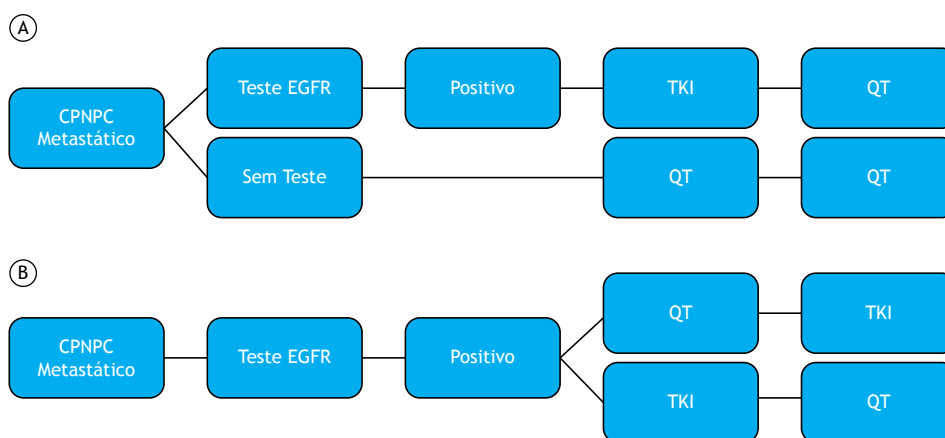 A
Teste EGFR
Positivo
TKI
QT
CPNPC
Metastático
Sem Teste
QT
QT
B
QT
TKI
CPNPC
Metastático
Teste EGFR
Positivo
TKI
QT